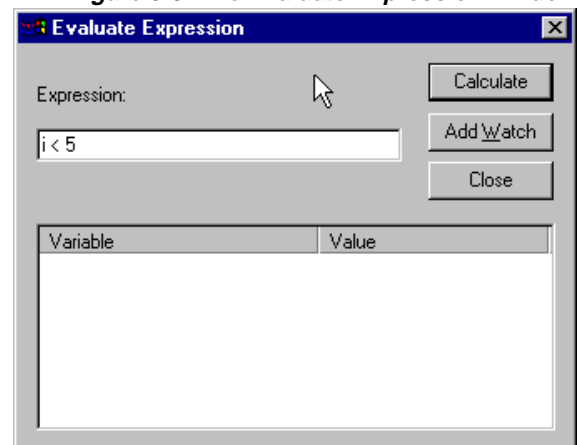 Evaluate Expression
Expression:
i < 5
Calculate
Add Watch
Close
Variable Value